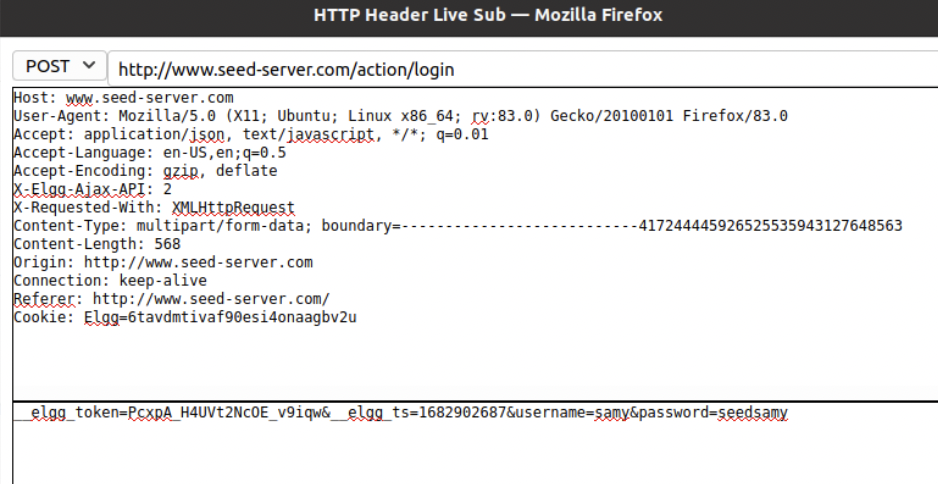 HTTP Header Live Sub — Mozilla Firefox
POST
http://www.seed-server.com/action/login
Host: www.seed-server.com
User-Agent: Mozilla/5.0 (X11; Ubuntu; Linux x86_64; rv:83.0) Gecko/20100101 Firefox/83.0
Accept: application/json, text/javascript, */*; q=0.01
Accept-Language: en-US,en;q=0.5
Accept-Encoding: gzip, deflate
X-Elgg-Ajax-API: 2
X-Requested-With: XMLHttpRequest
Content-Type: multipart/form-data; boundary=---------------------------4172444459265255359431​27648563
Content-Length: 568
Origin: http://www.seed-server.com
Connection: keep-alive
Referer: http://www.seed-server.com/
Cookie: Elgg=6tavdmtivaf90esi4onaagbv2u
__elgg_token=PcxpA_H4UVt2NcOE_v9iqw&__elgg_ts=1682902687&username=samy&password=seedsamy